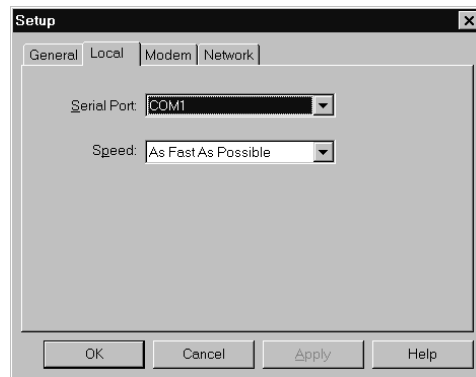 Setup
General Local Modem Network
Serial Port: COM1
Speed: As Fast As Possible
OK Cancel Apply Help